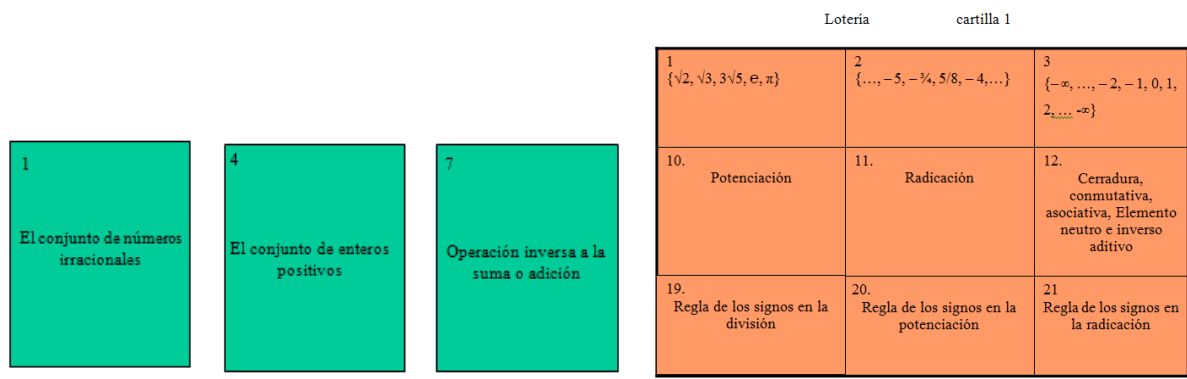 Lotería cartilla 1
1
El conjunto de números
irracionales
4
El conjunto de enteros
positivos
7
Operación inversa a la
suma o adición
1
{√2, √3, 3√5, e, π}
2
{…, – 5, – ¾, 5/8, – 4,…}
3
{–∞, …, – 2, – 1, 0, 1,
2, … -∞}
10.
Potenciación
11.
Radicación
12.
Cerradura,
conmutativa,
asociativa, Elemento
neutro e inverso
aditivo
19.
Regla de los signos en la
división
20.
Regla de los signos en la
potenciación
21
Regla de los signos en
la radicación